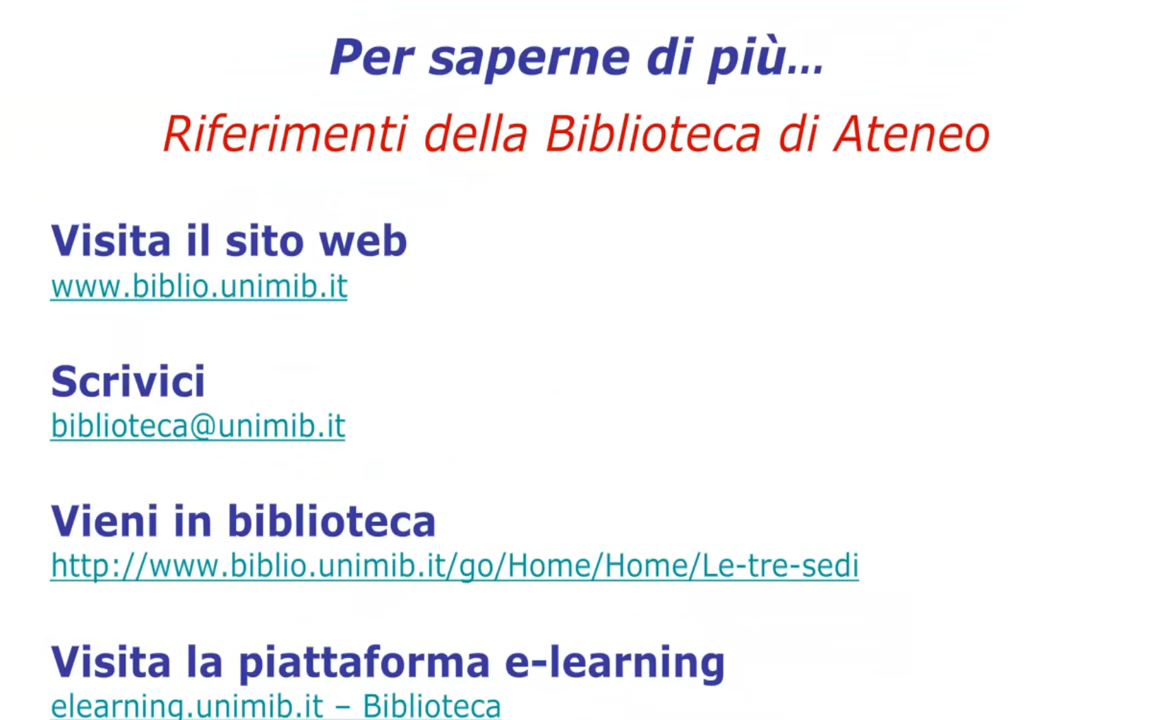 Per saperne di più...
Riferimenti della Biblioteca di Ateneo
Visita il sito web
www.biblio.unimib.it
Scrivici
biblioteca@unimib.it
Vieni in biblioteca
http://www.biblio.unimib.it/go/Home/Home/Le-tre-sedi
Visita la piattaforma e-learning
elearning.unimib.it – Biblioteca